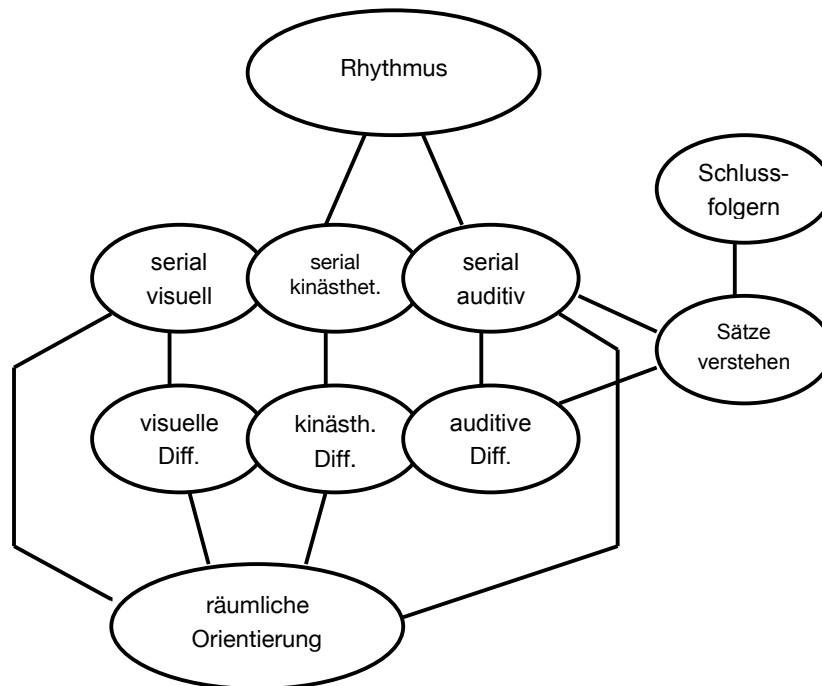 Rhythmus
Schluss-
folgern
serial
visuell
serial
kinästhet.
serial
auditiv
Sätze
verstehen
visuelle
Diff.
kinästh.
Diff.
auditive
Diff.
räumliche
Orientierung